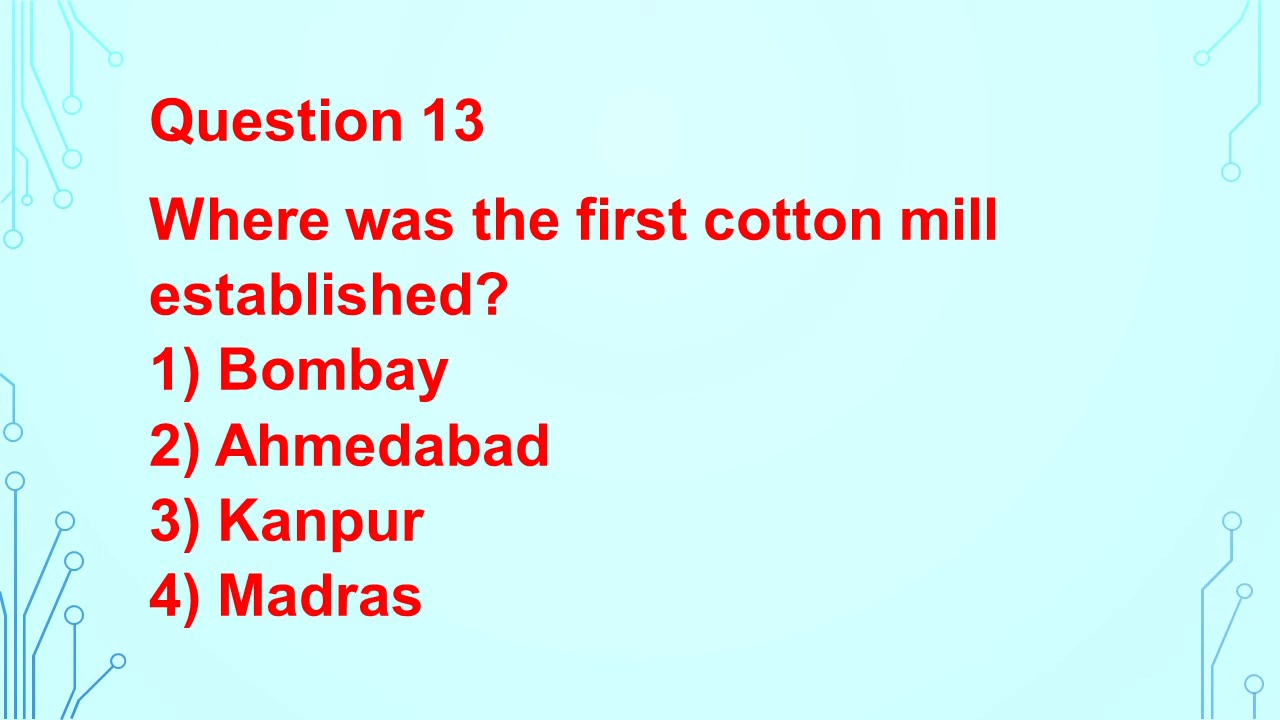 Question 13
Where was the first cotton mill
established?
1) Bombay
2) Ahmedabad
3) Kanpur
4) Madras